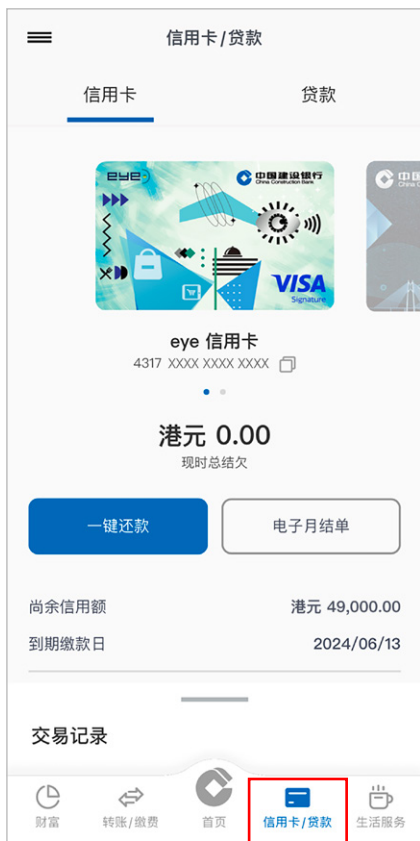 信用卡/贷款
信用卡 贷款
eye
中国建设银行
China Construction Bank
VISA
Signature
eye 信用卡
4317 XXXX XXXX XXXX
港元 0.00
现时总结欠
一键还款 电子月结单
尚余信用额 港元 49,000.00
到期缴款日 2024/06/13
交易记录
财富 转账/缴费 首页 信用卡/贷款 生活服务